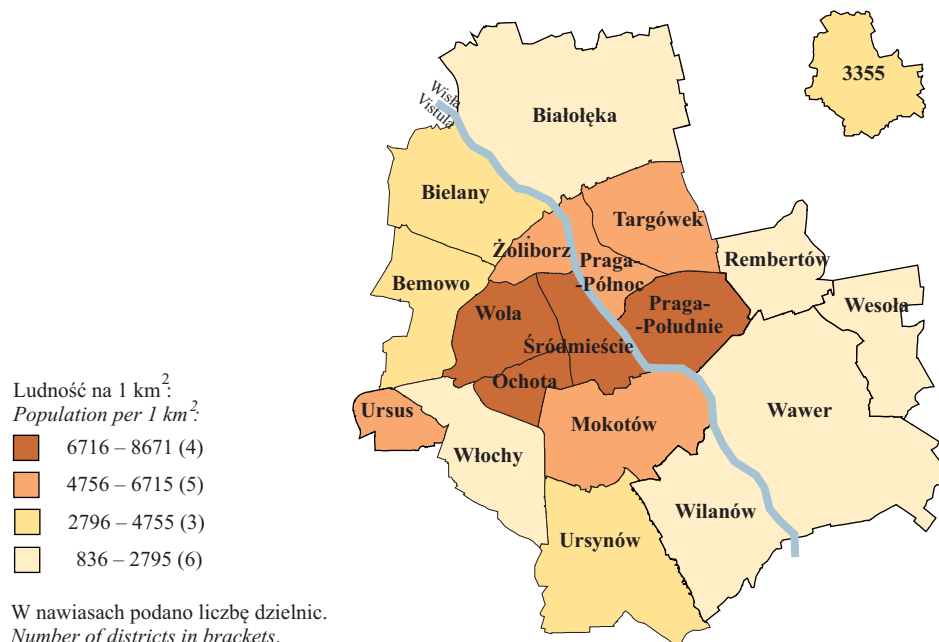 3355
Wisła
Vistula
Białołęka
Bielany
Targówek
Żoliborz
Rembertów
Praga-
-Północ
Bemowo
Wesoła
Wola
Praga-
-Południe
Śródmieście
Ochota
Ursus
Mokotów
Wawer
Włochy
Wilanów
Ursynów
Ludność na 1 km²:
Population per 1 km²:
6716 – 8671 (4)
4756 – 6715 (5)
2796 – 4755 (3)
836 – 2795 (6)
W nawiasach podano liczbę dzielnic.
Number of districts in brackets.